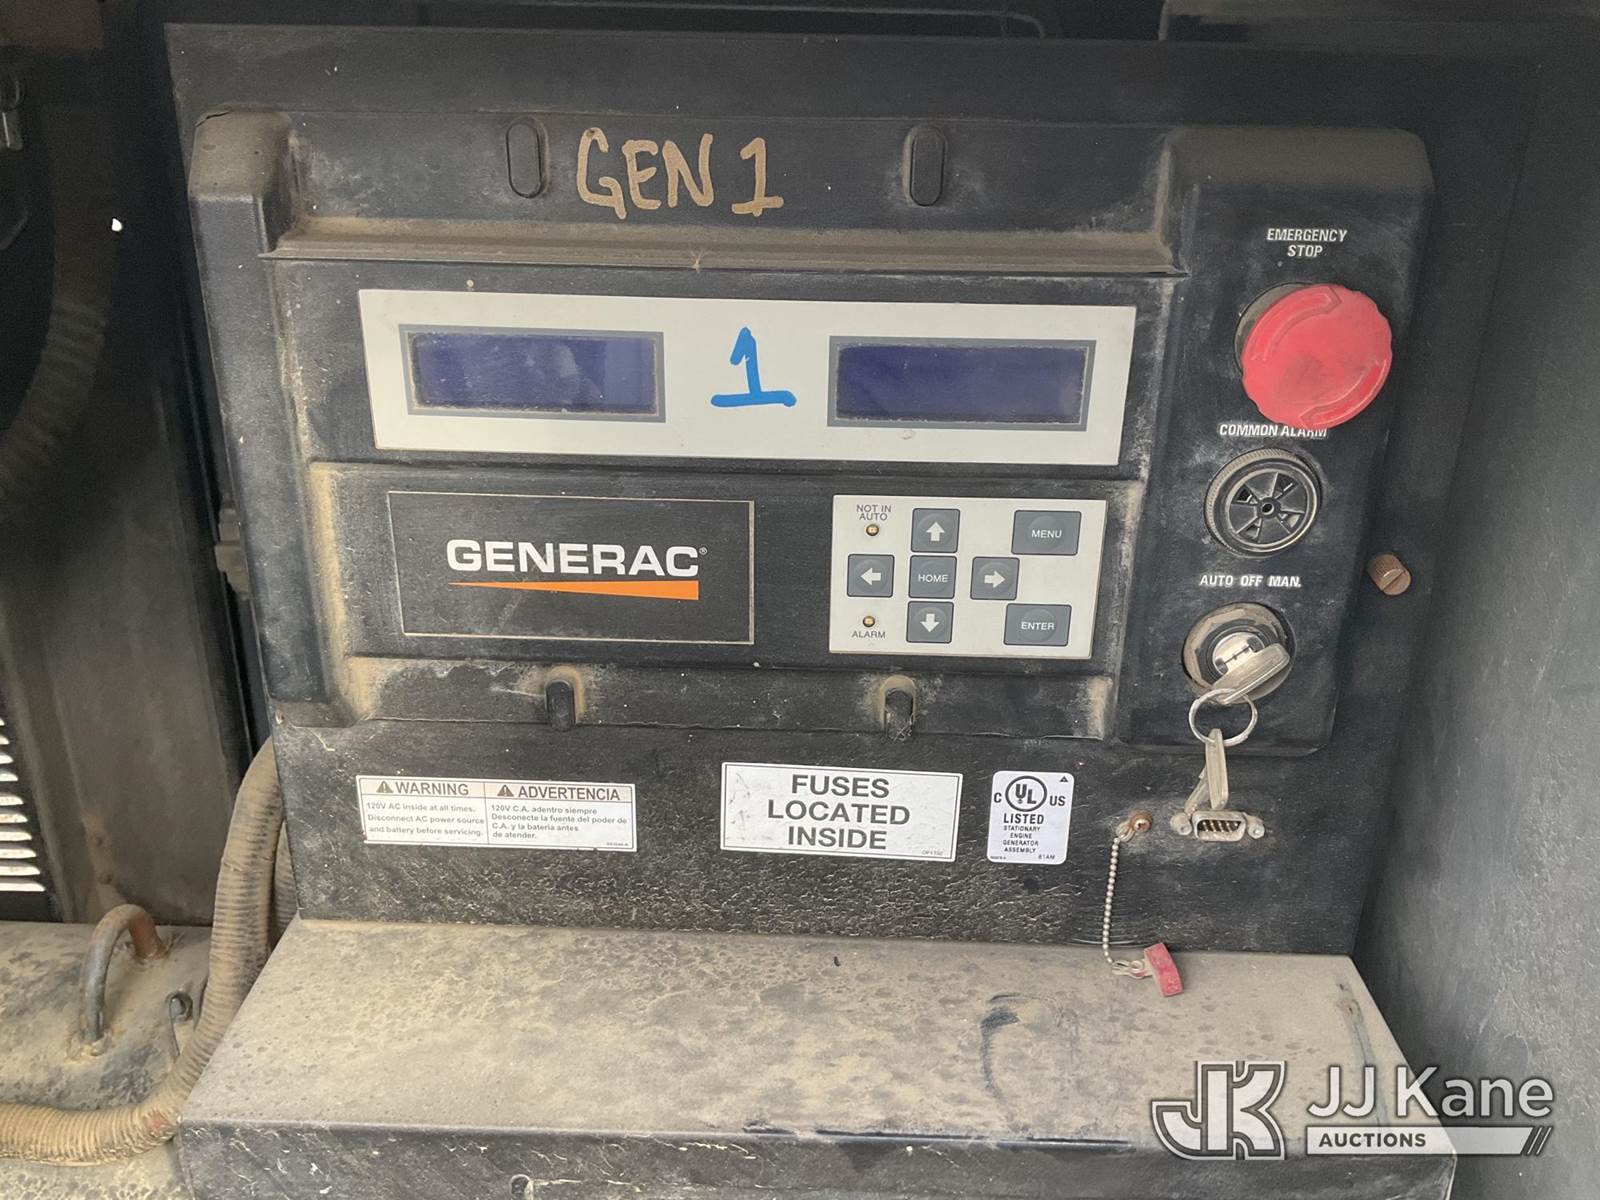 GEN 1
EMERGENCY
STOP
1
COMMON ALARM
NOT IN
AUTO
MENU
GENERAC®
HOME
AUTO OFF MAN.
ENTER
ALARM
WARNING
120V AC inside at all times.
Disconnect AC power source
and battery before servicing.
ADVERTENCIA
120V C.A. adentro siempre
Desconecte la fuente del poder de
C.A. y la bateria antes
de atender.
FUSES
LOCATED
INSIDE
C UL US
LISTED
STATIONARY
ENGINE
GENERATOR
ASSEMBLY
81AM
JK JJ Kane
AUCTIONS